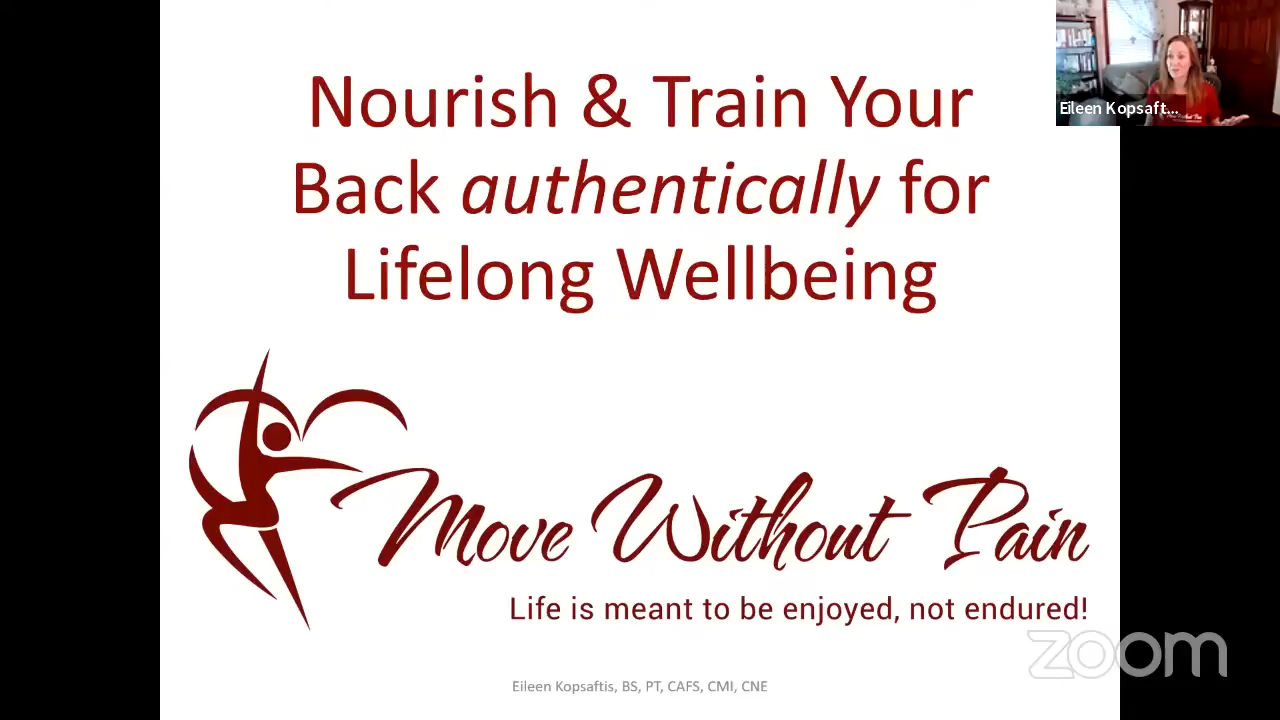 Nourish & Train Your
Back authentically for
Lifelong Wellbeing
Move Without Pain
Life is meant to be enjoyed, not endured!
Eileen Kopsaftis, BS, PT, CAFS, CMI, CNE
Eileen Kopsaft...
zoom